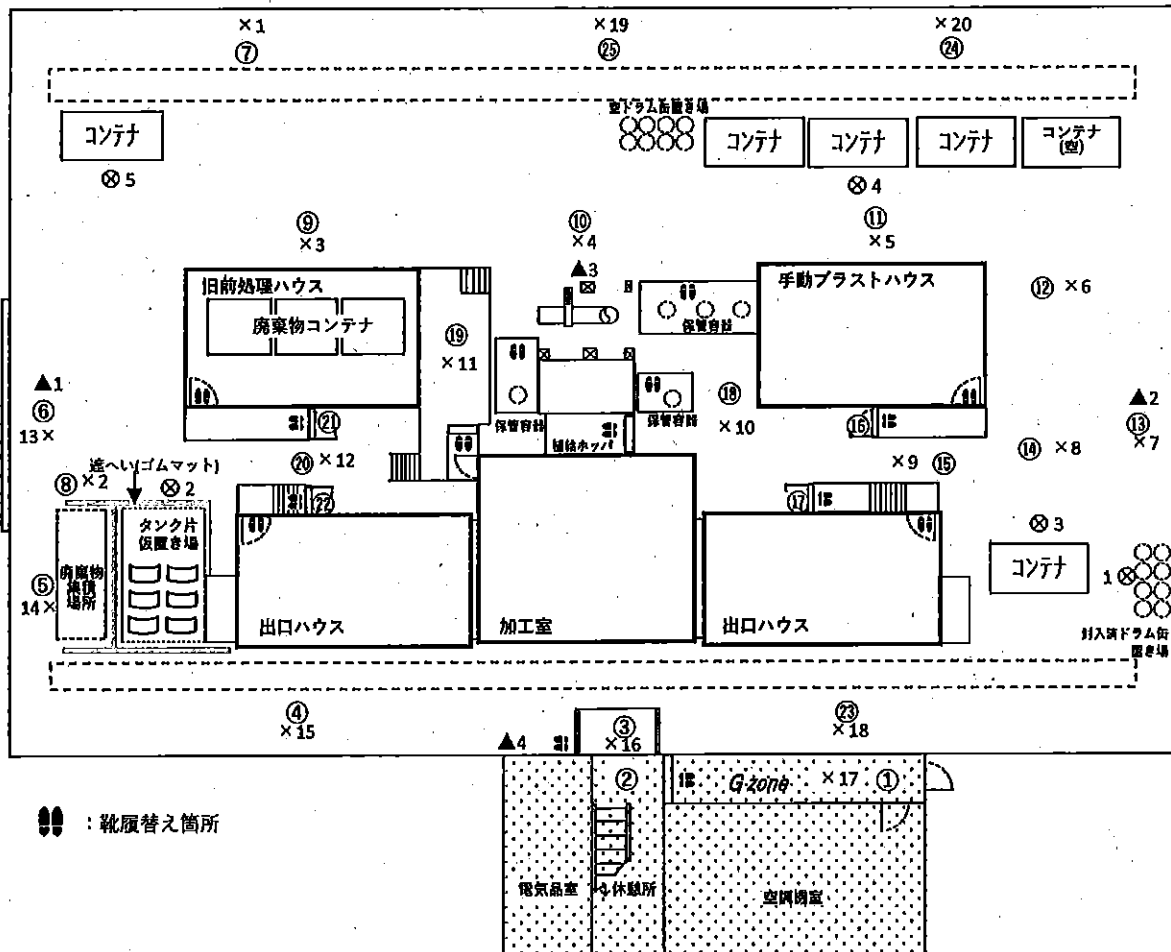 ×1
×19
×20
⑦
㉕
㉔
空ドラム缶置き場
コンテナ
コンテナ
コンテナ
コンテナ
コンテナ
(空)
⊗5
⊗4
⑨
×3
⑩
×4
⑪
×5
▲3
旧前処理ハウス
手動ブラストハウス
⑫ ×6
廃棄物コンテナ
保管容器
⑲
×11
▲1
⑥
13×
▲2
⑬
×7
⑱
×10
保管容器
保管容器
㉑
⑯
⑳ ×12
⑭ ×8
×9 ⑮
遮へい(ゴムマット)
⑧ ×2
⊗2
㉒
⑰
⊗3
タンク片
仮置き場
コンテナ
1⊗
⑤
14×
廃棄物
集積
場所
出口ハウス
加工室
出口ハウス
封入済ドラム缶
置き場
④
×15
▲4
③
×16
㉓
×18
②
G-zone
×17
①
:靴履替え箇所
電気品室
休憩所
空調機室